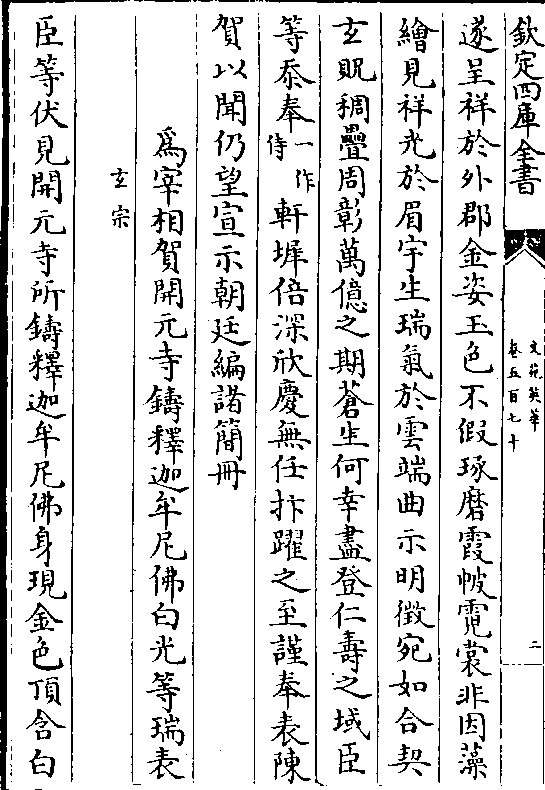 欽定四庫全書
文苑英華
卷五百七十
二
遂呈祥於外郡金姿玉色不假琢磨霞帔霓裳非因藻
繪見祥光於眉宇生瑞氣於雲端曲示明徴宛如合契
玄貺稠疊周彰萬億之期蒼生何幸盡登仁壽之域臣
等忝奉一作侍軒墀倍深欣慶無任抃躍之至謹奉表陳
賀以聞仍望宣示朝廷編諸簡冊
爲宰相賀開元寺鑄釋迦牟尼佛白光等瑞表
玄宗
臣等伏見開元寺所鑄釋迦牟尼佛身現金色頂含白